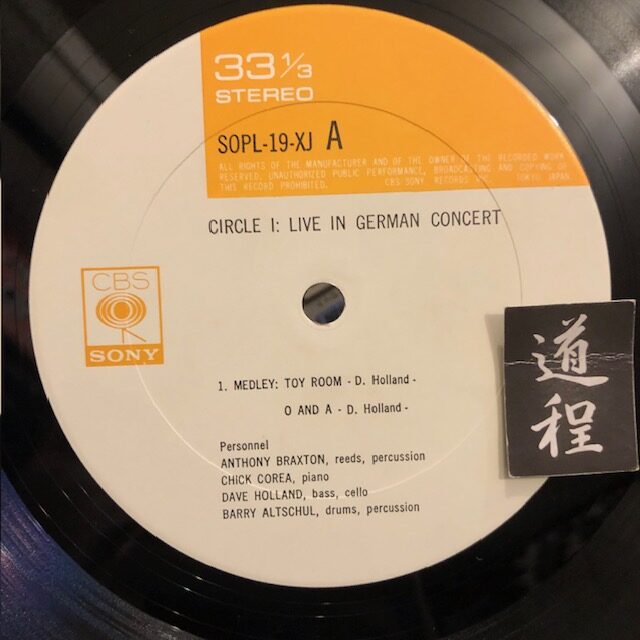 33 1/3
STEREO
SOPL-19-XJ A
ALL RIGHTS OF THE MANUFACTURER AND OF THE OWNER OF THE RECORDED WORK
RESERVED. UNAUTHORIZED PUBLIC PERFORMANCE, BROADCASTING AND COPYING OF
THIS RECORD PROHIBITED. CBS/SONY RECORDS TOKYO JAPAN
CIRCLE I: LIVE IN GERMAN CONCERT
CBS
SONY
1. MEDLEY: TOY ROOM - D. Holland -
O AND A - D. Holland -
Personnel
ANTHONY BRAXTON, reeds, percussion
CHICK COREA, piano
DAVE HOLLAND, bass, cello
BARRY ALTSCHUL, drums, percussion
道程